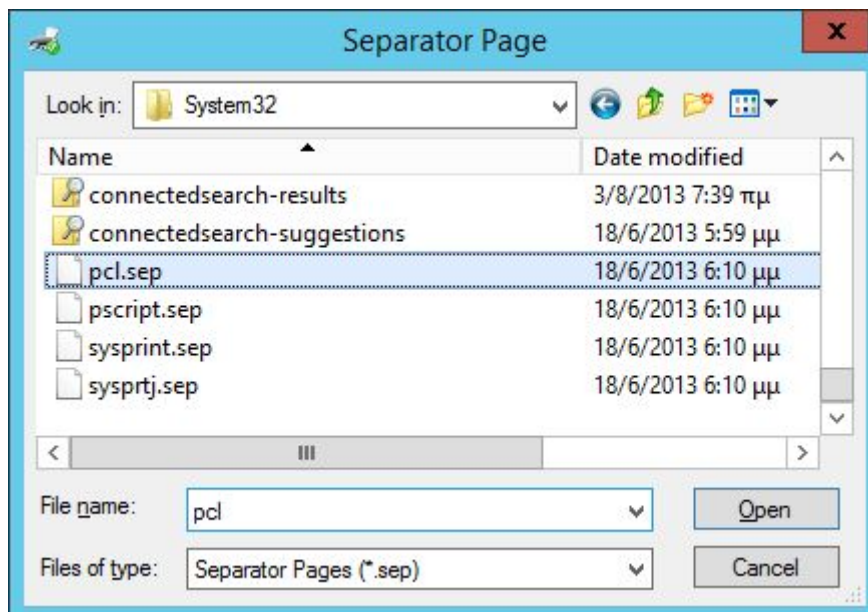 Separator Page
x
Look in: System32
Name Date modified
connectedsearch-results 3/8/2013 7:39 πμ
connectedsearch-suggestions 18/6/2013 5:59 μμ
pcl.sep 18/6/2013 6:10 μμ
pscript.sep 18/6/2013 6:10 μμ
sysprint.sep 18/6/2013 6:10 μμ
sysprtj.sep 18/6/2013 6:10 μμ
File name: pcl Open
Files of type: Separator Pages (*.sep) Cancel